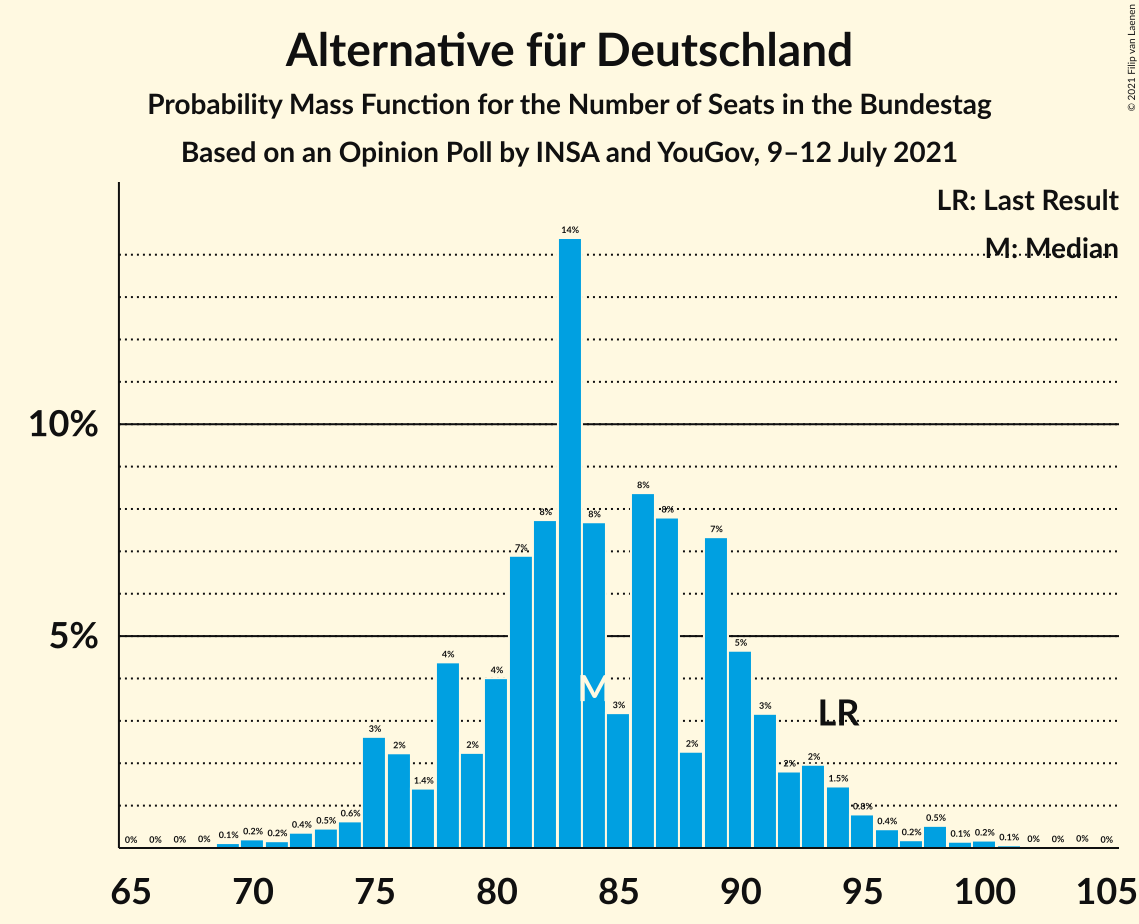 © 2021 Filip van Laenen
Alternative für Deutschland
Probability Mass Function for the Number of Seats in the Bundestag
Based on an Opinion Poll by INSA and YouGov, 9–12 July 2021
LR: Last Result
M: Median
10%
5%
0% 0% 0% 0% 0.1% 0.2% 0.2% 0.4% 0.5% 0.6% 3% 2% 1.4% 4% 2% 4% 7% 8% 14% 8% 3% 8% 8% 2% 7% 5% 3% 2% 2% 1.5% 0.8% 0.4% 0.2% 0.5% 0.1% 0.2% 0.1% 0% 0% 0% 0%
M
LR
65 70 75 80 85 90 95 100 105